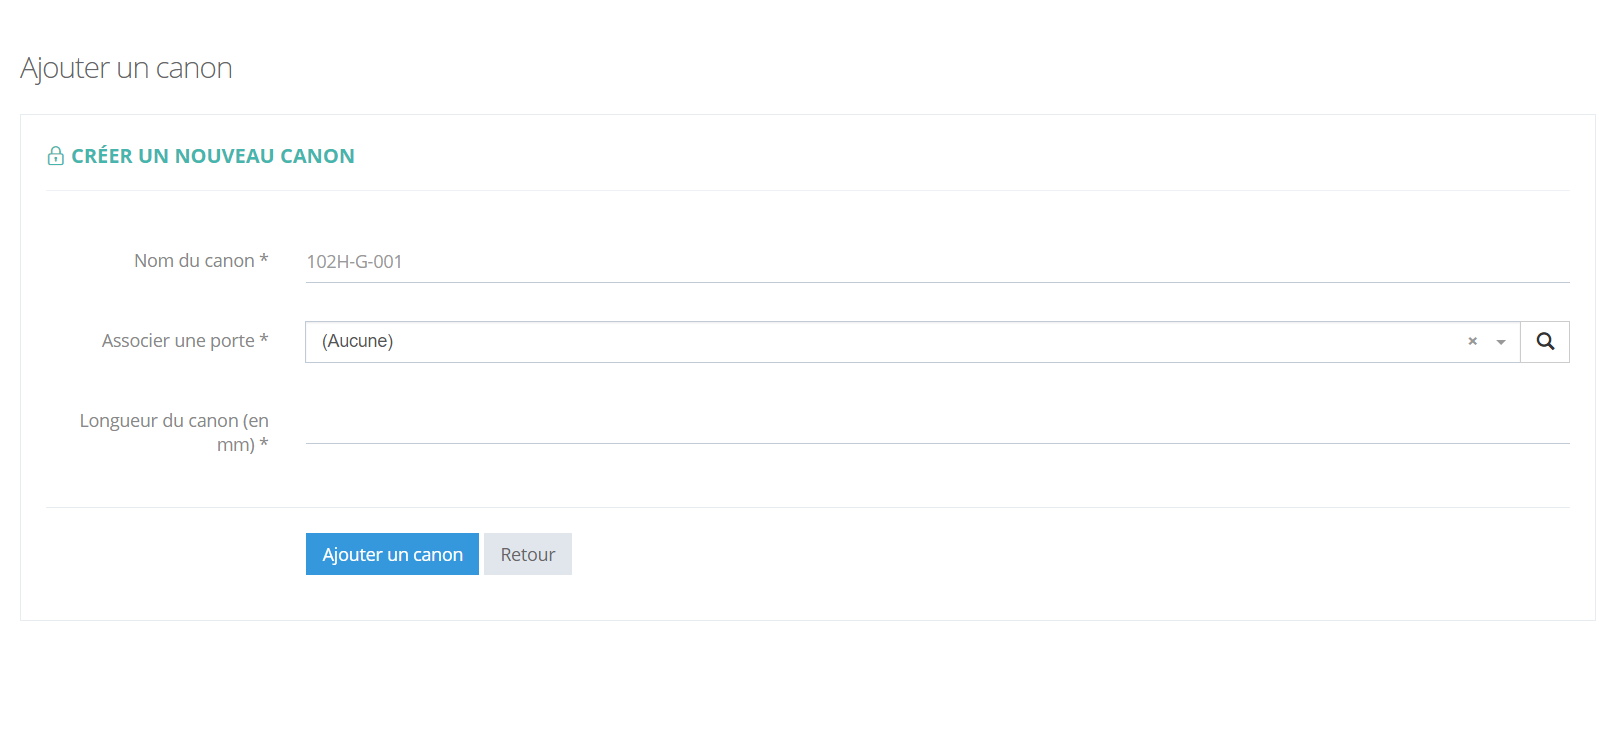 Ajouter un canon
CRÉER UN NOUVEAU CANON
Nom du canon * 102H-G-001
Associer une porte * (Aucune) ×
Longueur du canon (en
mm) *
Ajouter un canon Retour